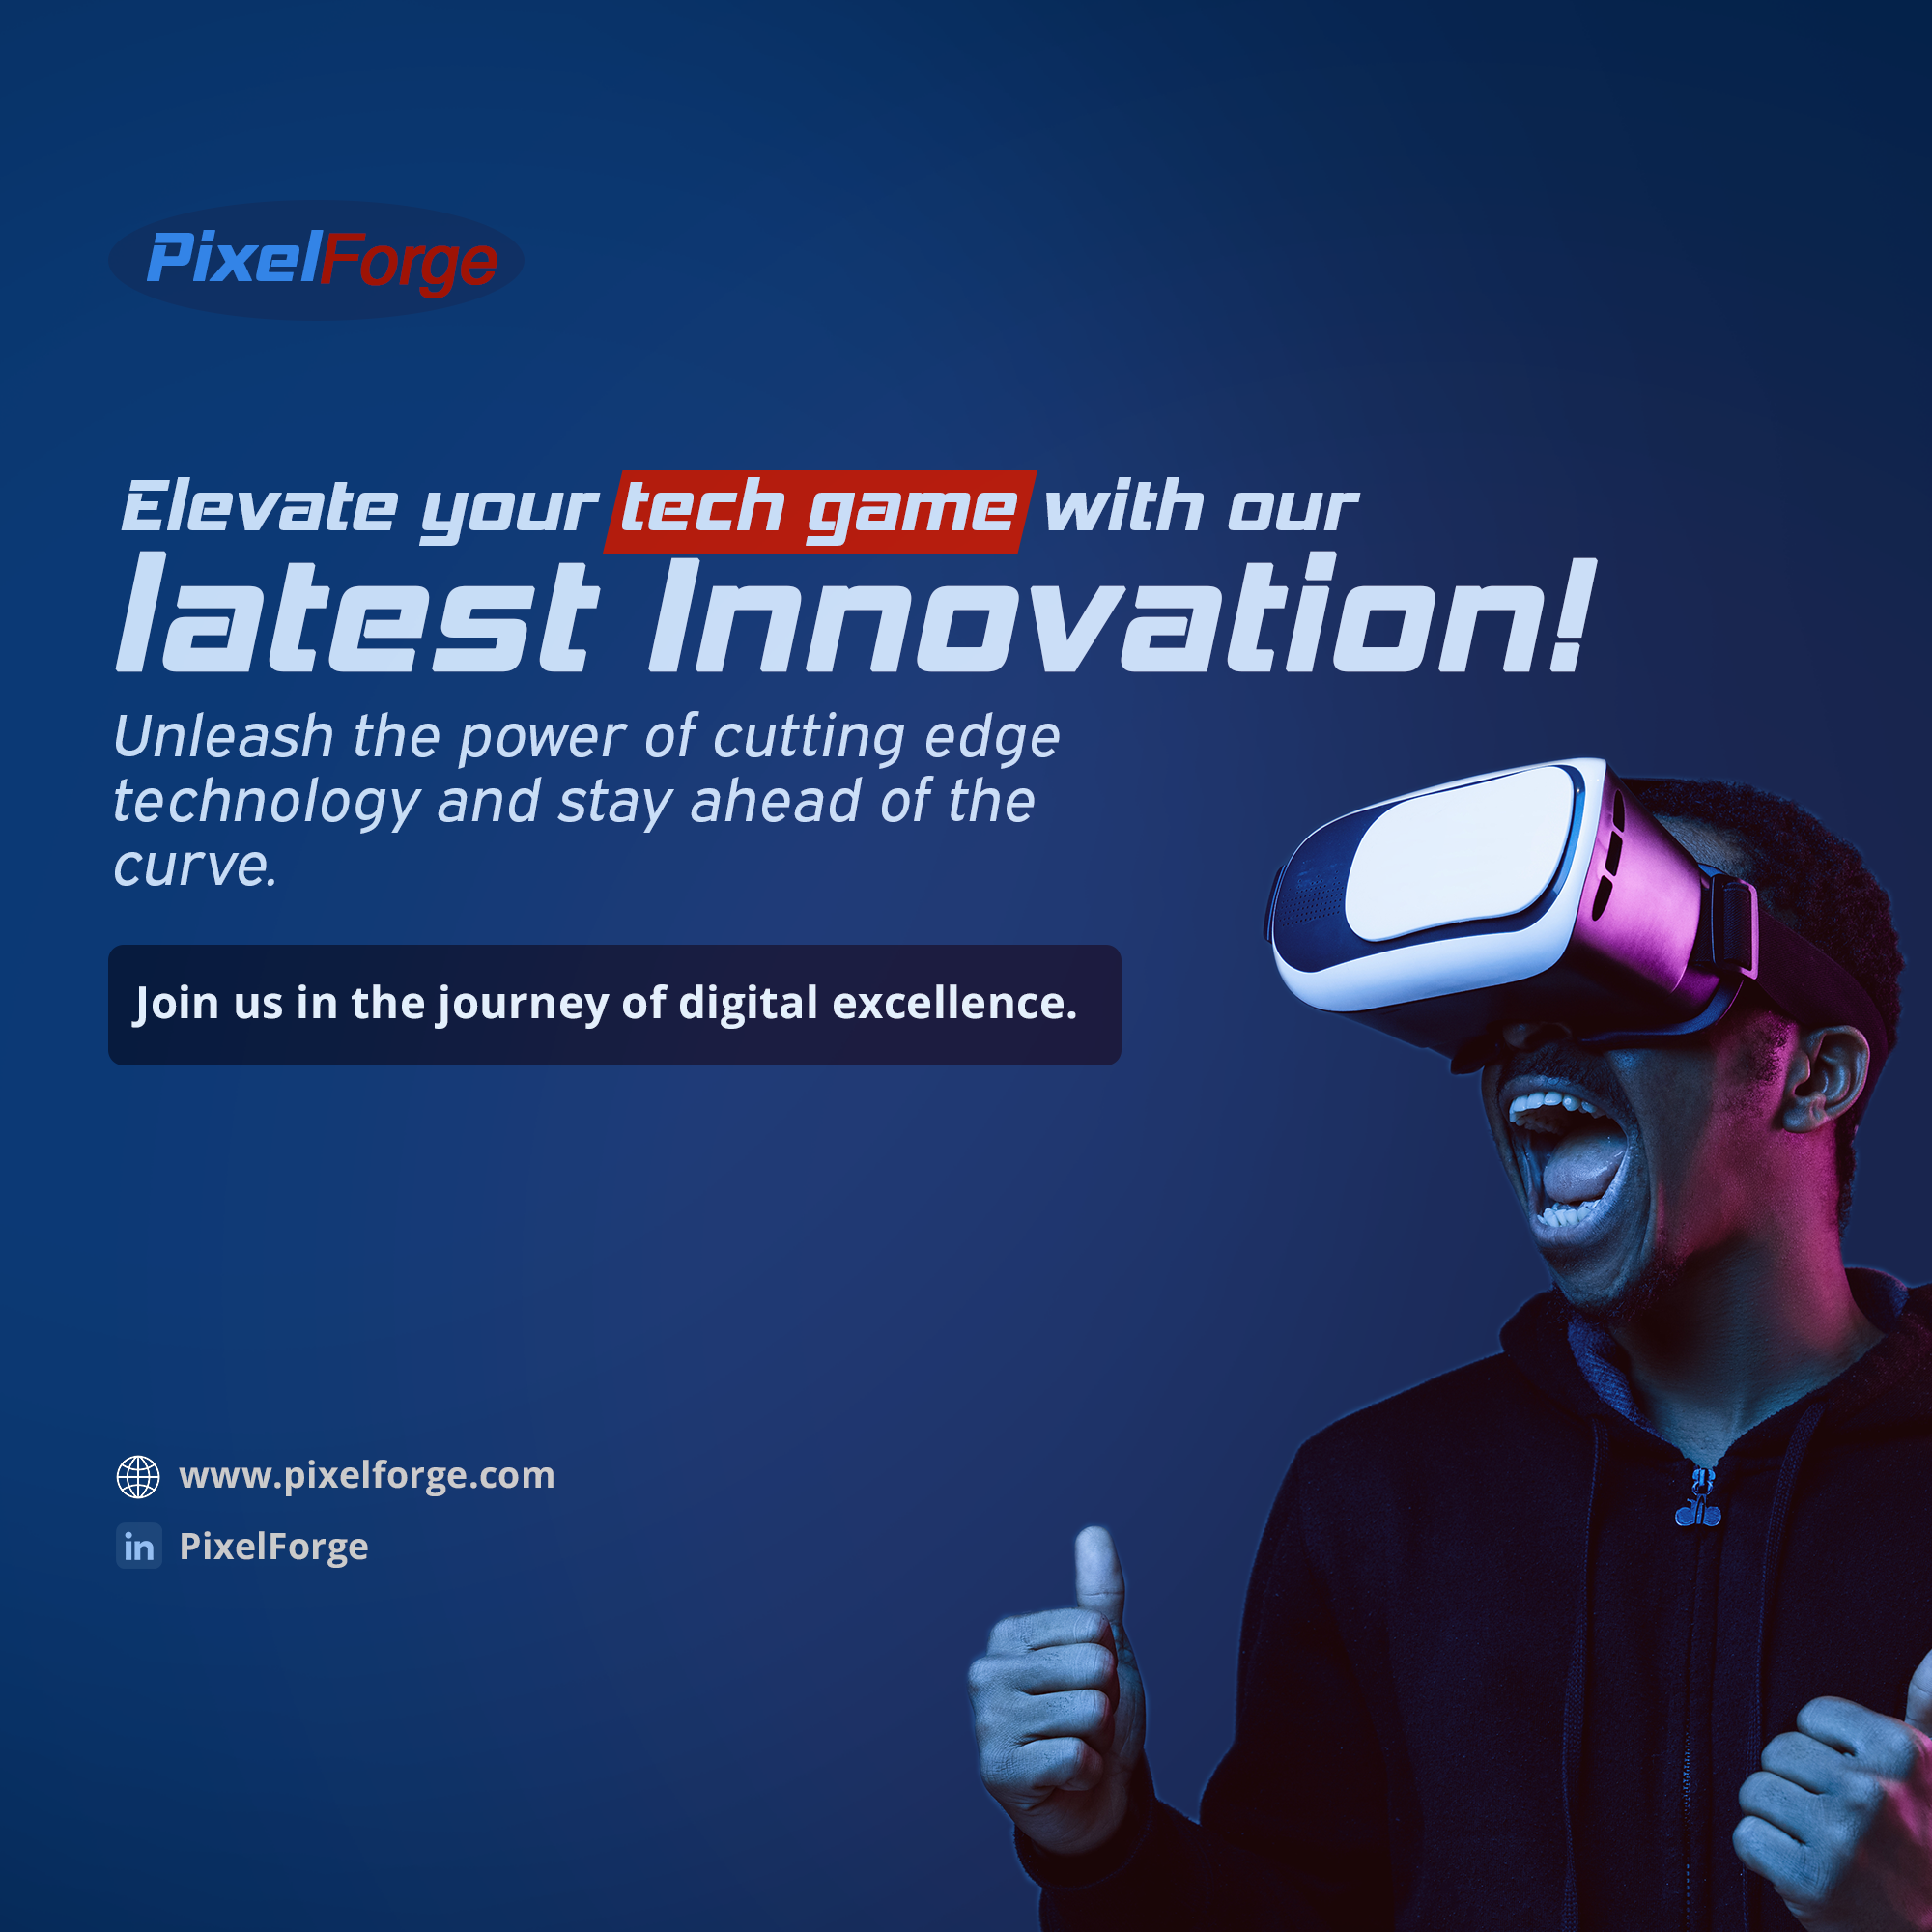 PixelForge
Elevate your tech game with our
latest Innovation!
Unleash the power of cutting edge
technology and stay ahead of the
curve.
Join us in the journey of digital excellence.
www.pixelforge.com
in PixelForge